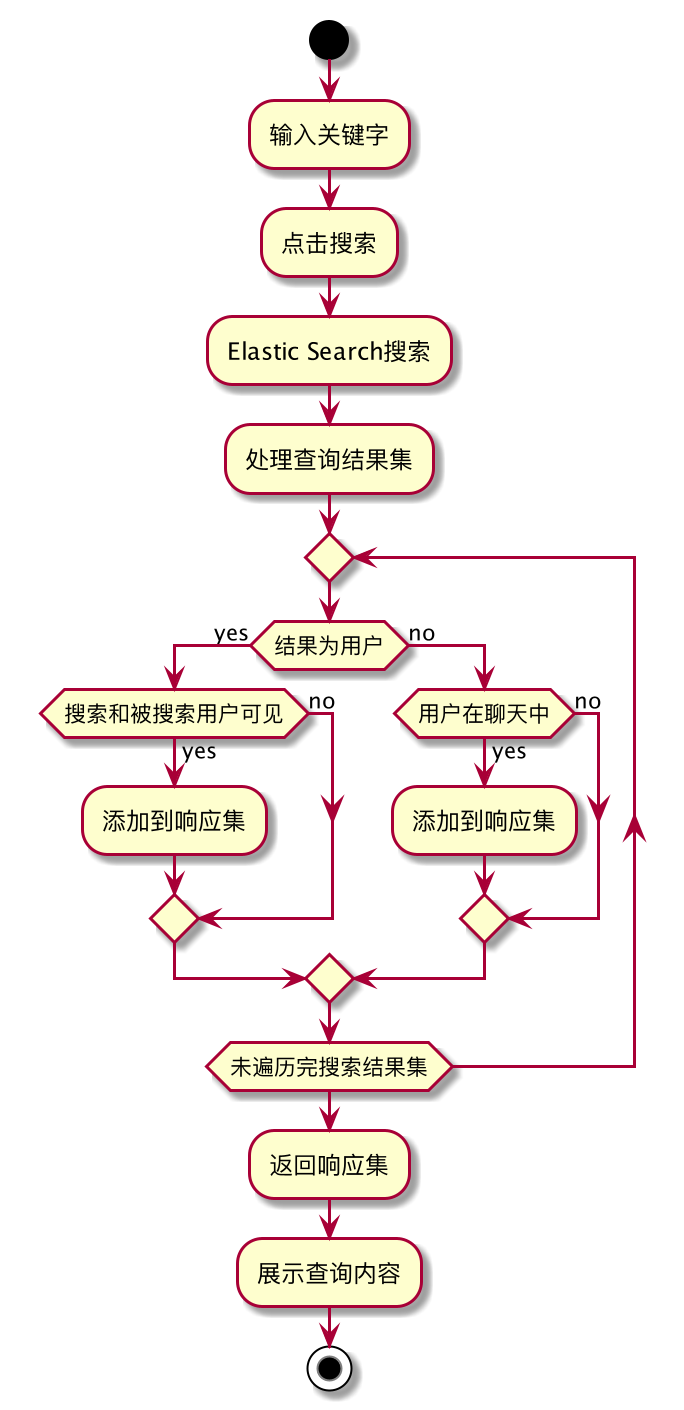 输入关键字
点击搜索
Elastic Search搜索
处理查询结果集
yes
结果为用户
no
搜索和被搜索用户可见
no
用户在聊天中
no
yes
yes
添加到响应集
添加到响应集
未遍历完搜索结果集
返回响应集
展示查询内容